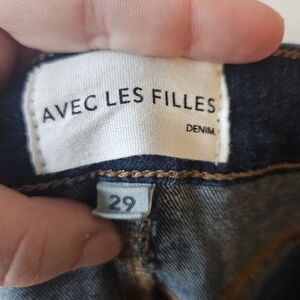 AVEC LES FILLES
DENIM.
29